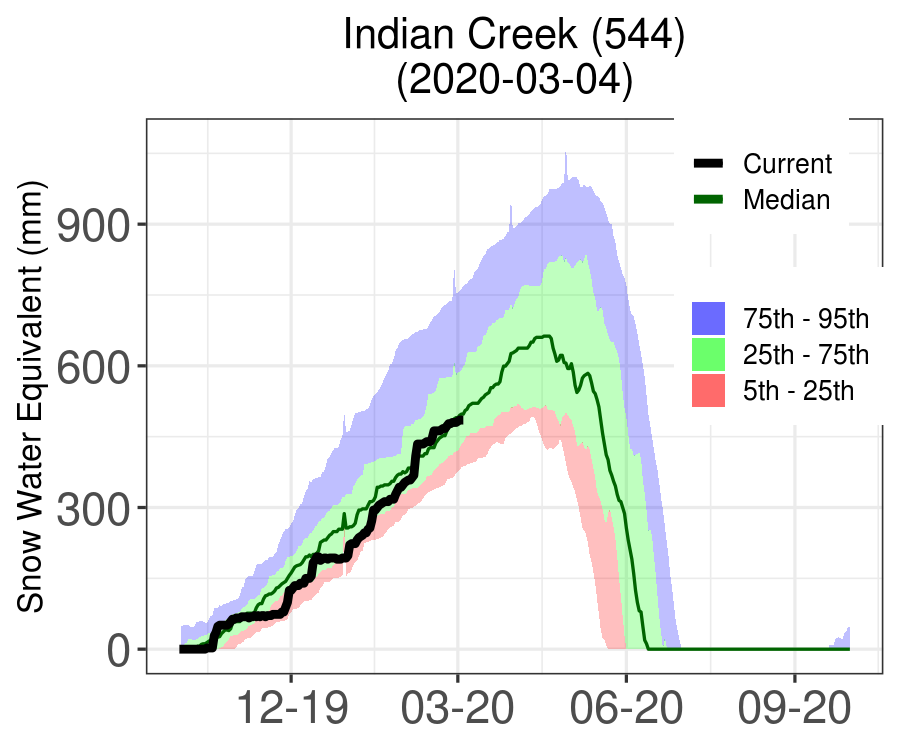 Indian Creek (544)
(2020-03-04)
Snow Water Equivalent (mm)
900
600
300
0
12-19
03-20
06-20
09-20
Current
Median
75th - 95th
25th - 75th
5th - 25th